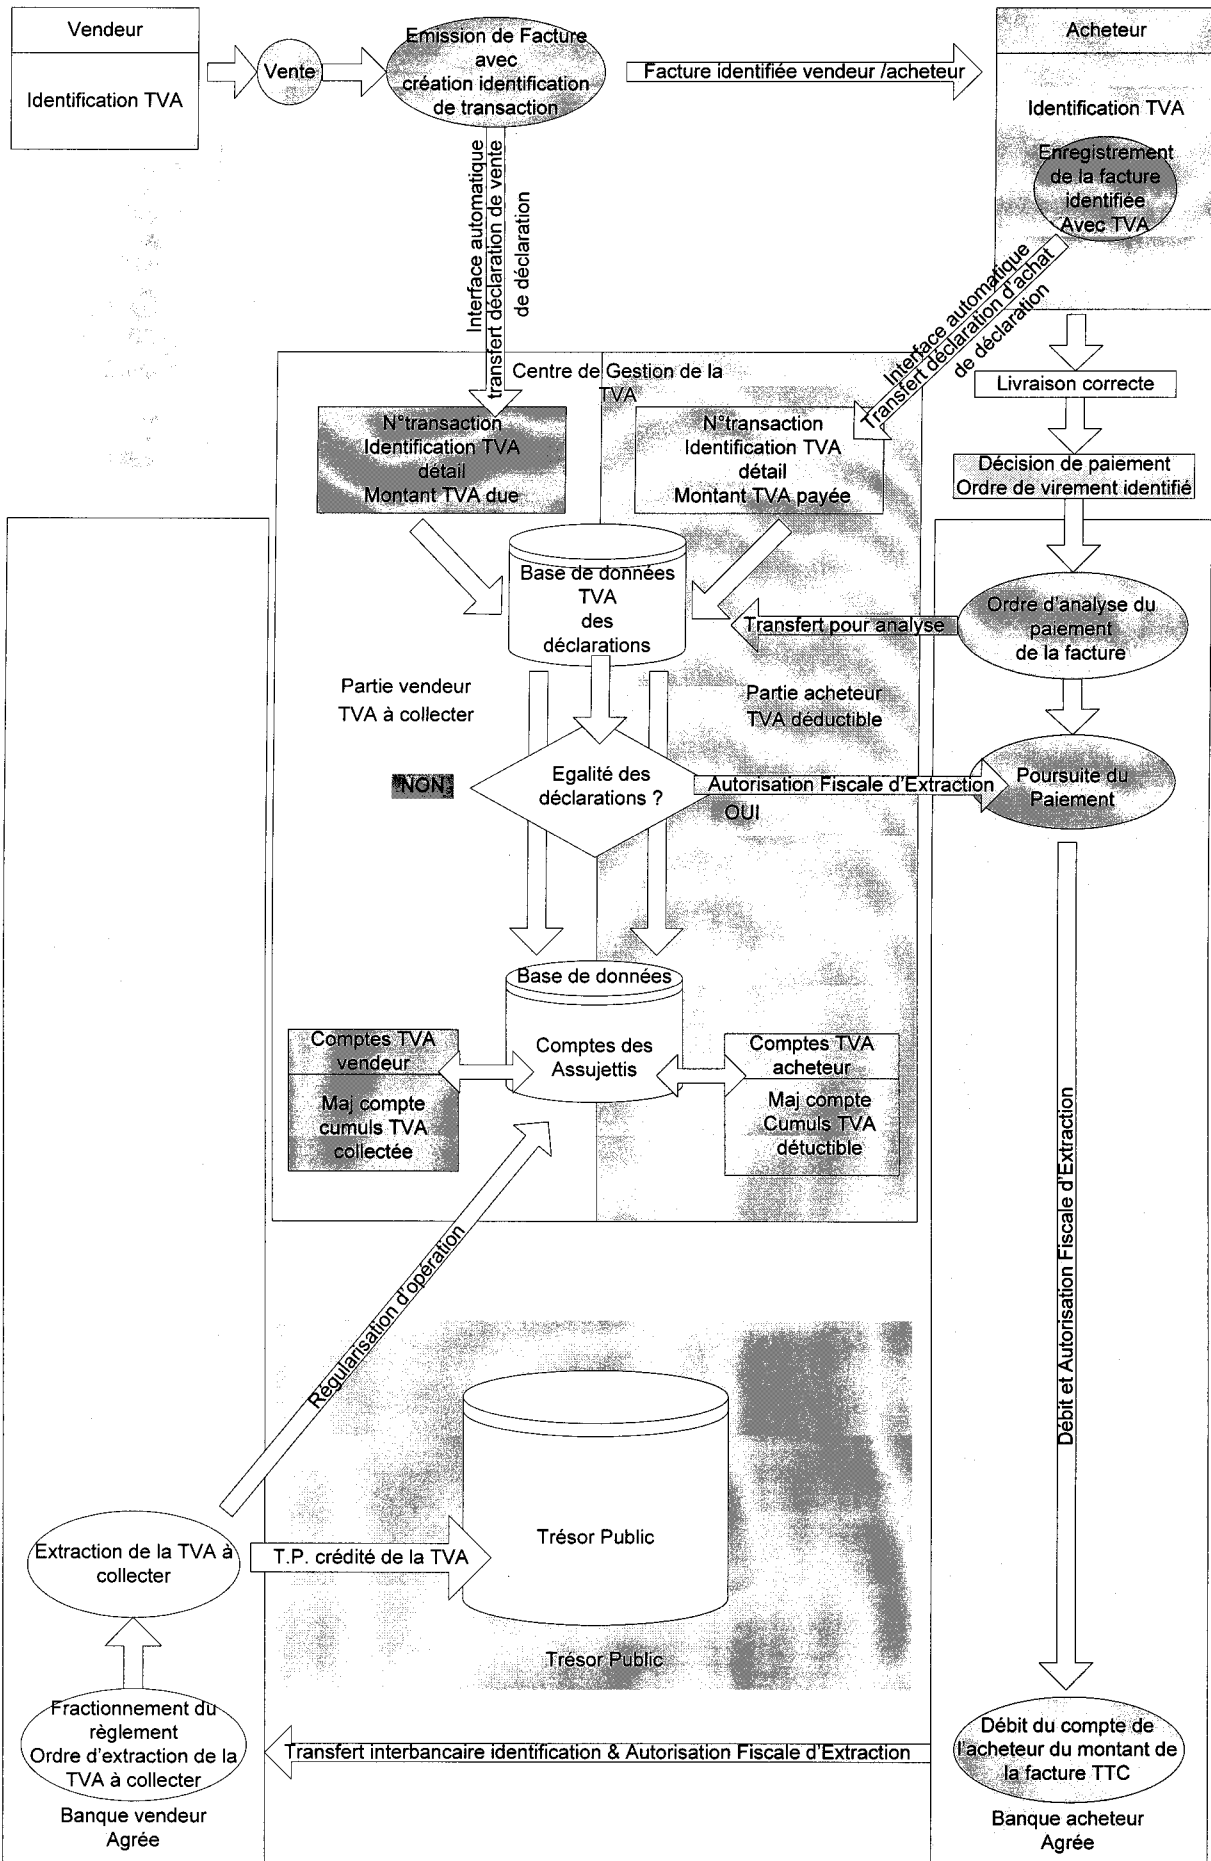 Vendeur
Identification TVA
Vente
Emission de Facture
avec
création identification
de transaction
Facture identifiée vendeur /acheteur
Acheteur
Identification TVA
Enregistrement
de la facture
identifiée
Avec TVA
Interface automatique
transfert déclaration de vente
de déclaration
Interface automatique
Transfert déclaration d'achat
de déclaration
Livraison correcte
Décision de paiement
Ordre de virement identifié
Centre de Gestion de la
TVA
N°transaction
Identification TVA
détail
Montant TVA due
N°transaction
Identification TVA
détail
Montant TVA payée
Base de données
TVA
des
déclarations
Transfert pour analyse
Ordre d'analyse du
paiement
de la facture
Partie vendeur
TVA à collecter
Partie acheteur
TVA déductible
NON
Egalité des
déclarations ?
Autorisation Fiscale d'Extraction
OUI
Poursuite du
Paiement
Base de données
Comptes des
Assujettis
Comptes TVA
vendeur
Maj compte
cumuls TVA
collectée
Comptes TVA
acheteur
Maj compte
Cumuls TVA
détuctible
Débit et Autorisation Fiscale d'Extraction
Régularisation d'opération
Trésor Public
Extraction de la TVA à
collecter
T.P. crédité de la TVA
Trésor Public
Fractionnement du
règlement
Ordre d'extraction de la
TVA à collecter
Transfert interbancaire identification & Autorisation Fiscale d'Extraction
Débit du compte de
l'acheteur du montant de
la facture TTC
Banque vendeur
Agrée
Banque acheteur
Agrée